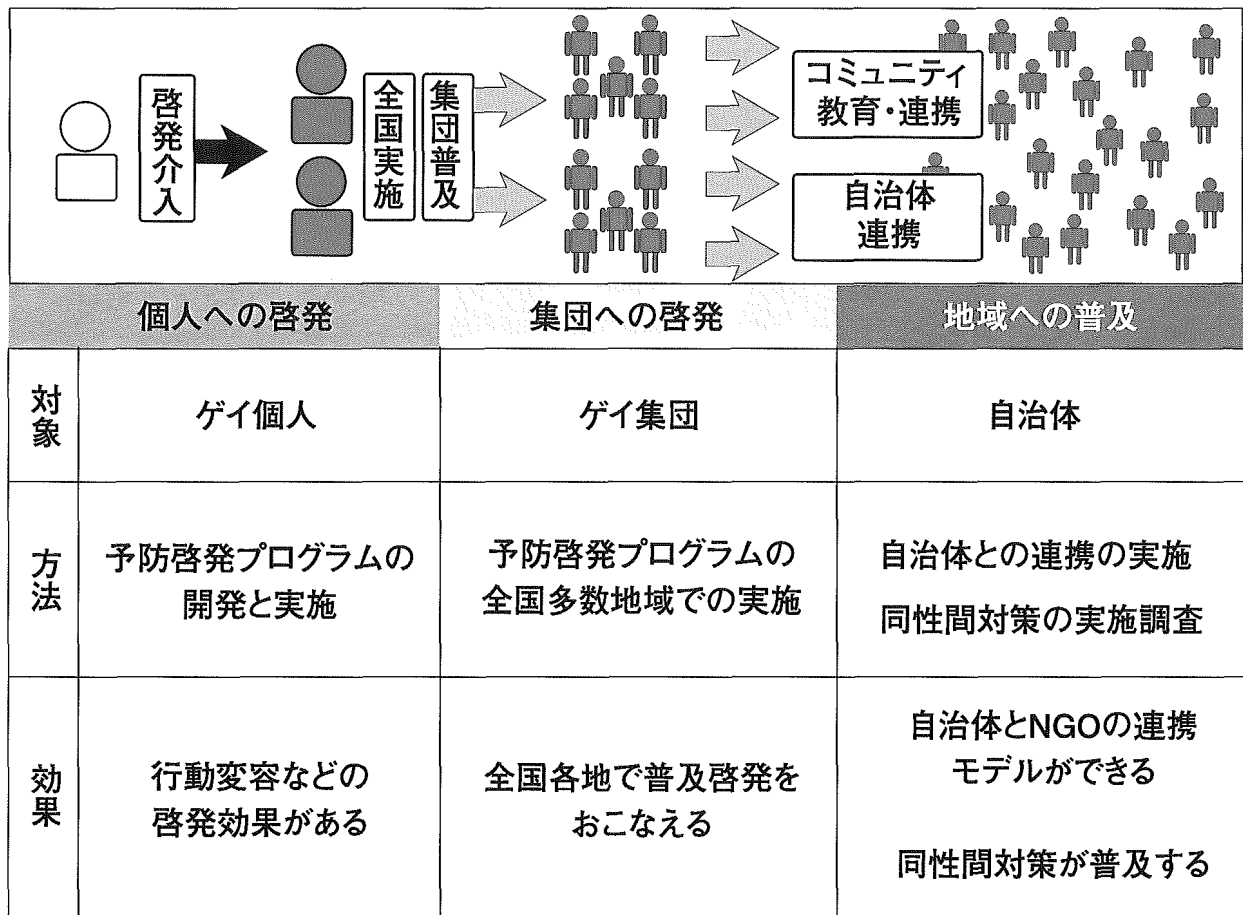 啓発介入
全国実施
集団普及
コミュニティ
教育・連携
自治体
連携
個人への啓発
集団への啓発
地域への普及
対象
ゲイ個人
ゲイ集団
自治体
方法
予防啓発プログラムの
開発と実施
予防啓発プログラムの
全国多数地域での実施
自治体との連携の実施
同性間対策の実施調査
効果
行動変容などの
啓発効果がある
全国各地で普及啓発を
おこなえる
自治体とNGOの連携
モデルができる
同性間対策が普及する